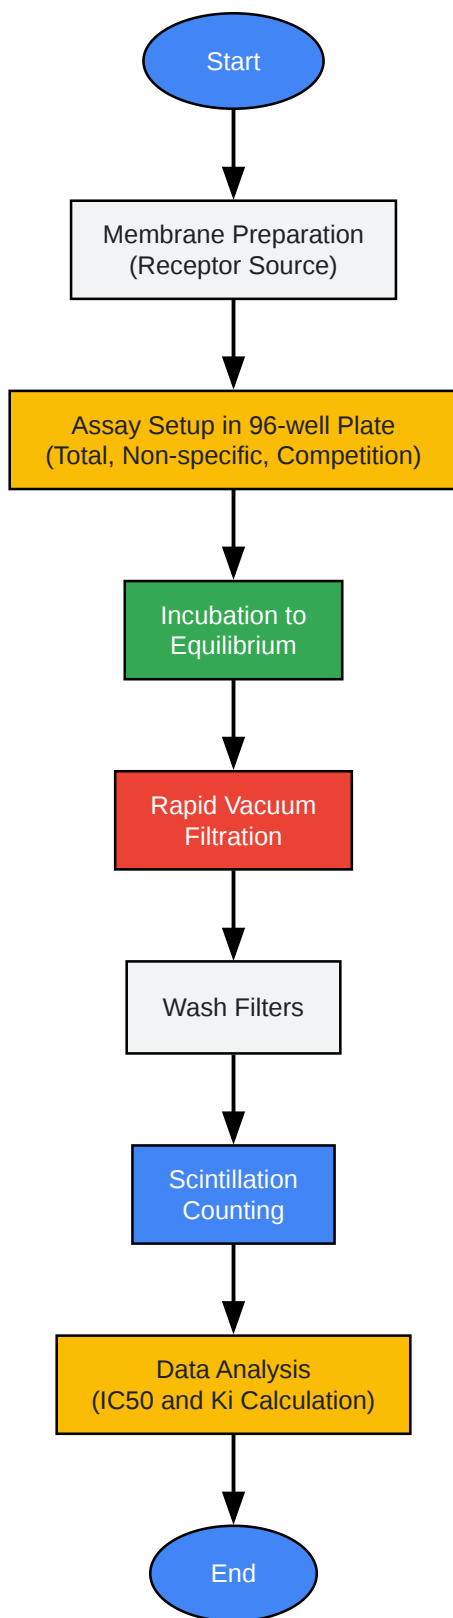 Start
Membrane Preparation
(Receptor Source)
Assay Setup in 96-well Plate
(Total, Non-specific, Competition)
Incubation to
Equilibrium
Rapid Vacuum
Filtration
Wash Filters
Scintillation
Counting
Data Analysis
(IC50 and Ki Calculation)
End